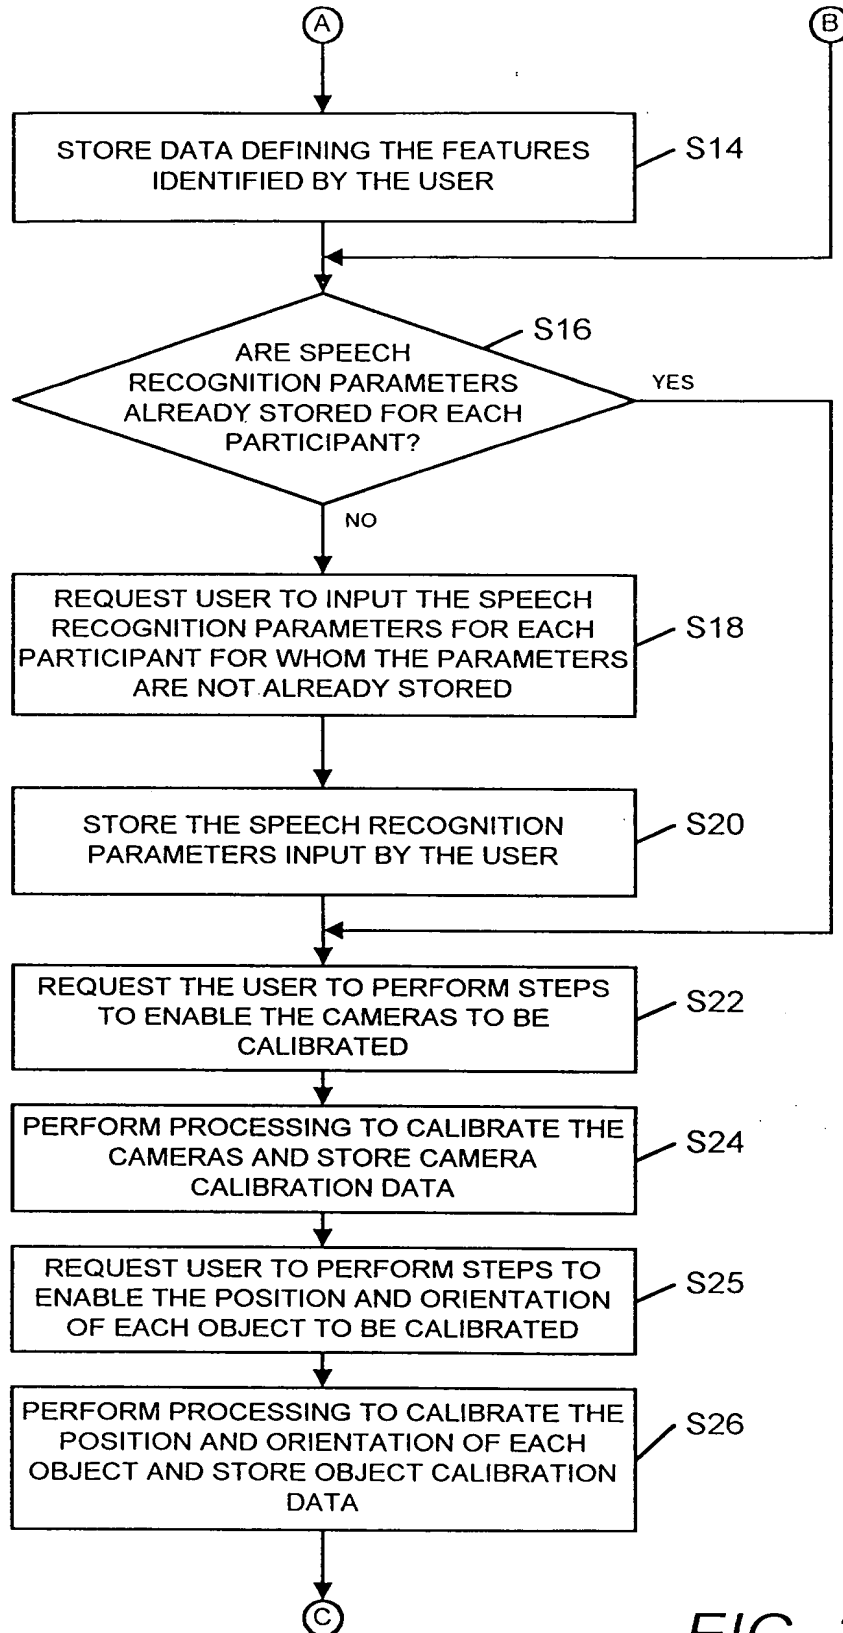 A
B
STORE DATA DEFINING THE FEATURES
IDENTIFIED BY THE USER
S14
S16
ARE SPEECH
RECOGNITION PARAMETERS
ALREADY STORED FOR EACH
PARTICIPANT?
YES
NO
REQUEST USER TO INPUT THE SPEECH
RECOGNITION PARAMETERS FOR EACH
PARTICIPANT FOR WHOM THE PARAMETERS
ARE NOT ALREADY STORED
S18
STORE THE SPEECH RECOGNITION
PARAMETERS INPUT BY THE USER
S20
REQUEST THE USER TO PERFORM STEPS
TO ENABLE THE CAMERAS TO BE
CALIBRATED
S22
PERFORM PROCESSING TO CALIBRATE THE
CAMERAS AND STORE CAMERA
CALIBRATION DATA
S24
REQUEST USER TO PERFORM STEPS TO
ENABLE THE POSITION AND ORIENTATION
OF EACH OBJECT TO BE CALIBRATED
S25
PERFORM PROCESSING TO CALIBRATE THE
POSITION AND ORIENTATION OF EACH
OBJECT AND STORE OBJECT CALIBRATION
DATA
S26
C
FIG.